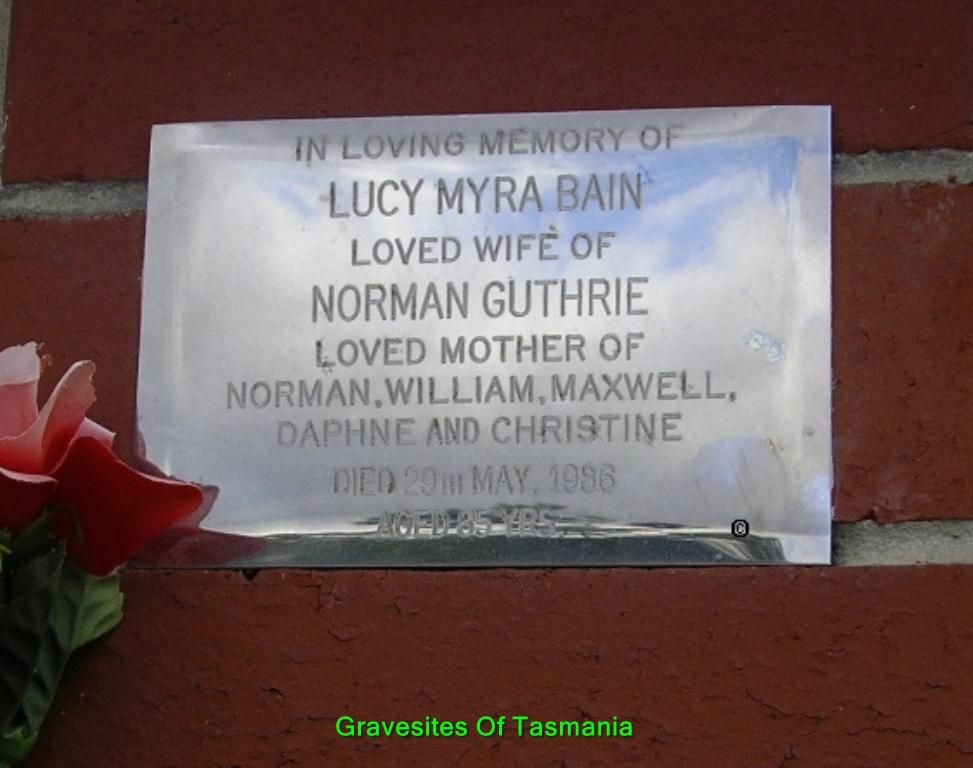 IN LOVING MEMORY OF
LUCY MYRA BAIN
LOVED WIFE OF
NORMAN GUTHRIE
LOVED MOTHER OF
NORMAN, WILLIAM, MAXWELL,
DAPHNE AND CHRISTINE
DIED 29TH MAY, 1986
AGED 85 YRS.
©
Gravesites Of Tasmania